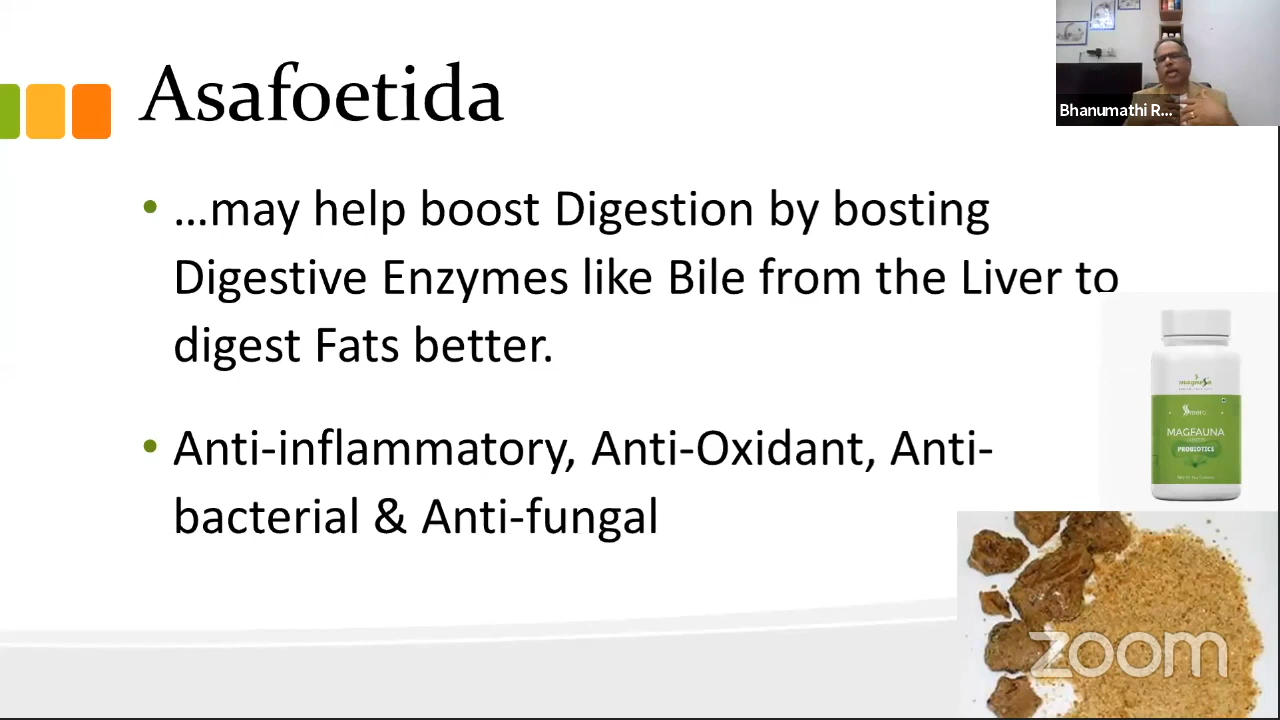 Asafoetida
Bhanumathi R...
• ...may help boost Digestion by bosting
Digestive Enzymes like Bile from the Liver to
digest Fats better.
• Anti-inflammatory, Anti-Oxidant, Anti-
bacterial & Anti-fungal
MAGFAUNA
PROBIOTICS
zoom